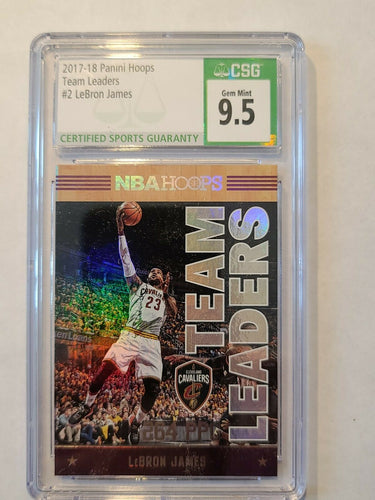 2017-18 Panini Hoops
Team Leaders
#2 LeBron James
CSG
Gem Mint
9.5
CERTIFIED SPORTS GUARANTY
NBA HOOPS
TEAM
LEADERS
CAVALIERS
23
CLEVELAND
CAVALIERS
LeBRON JAMES